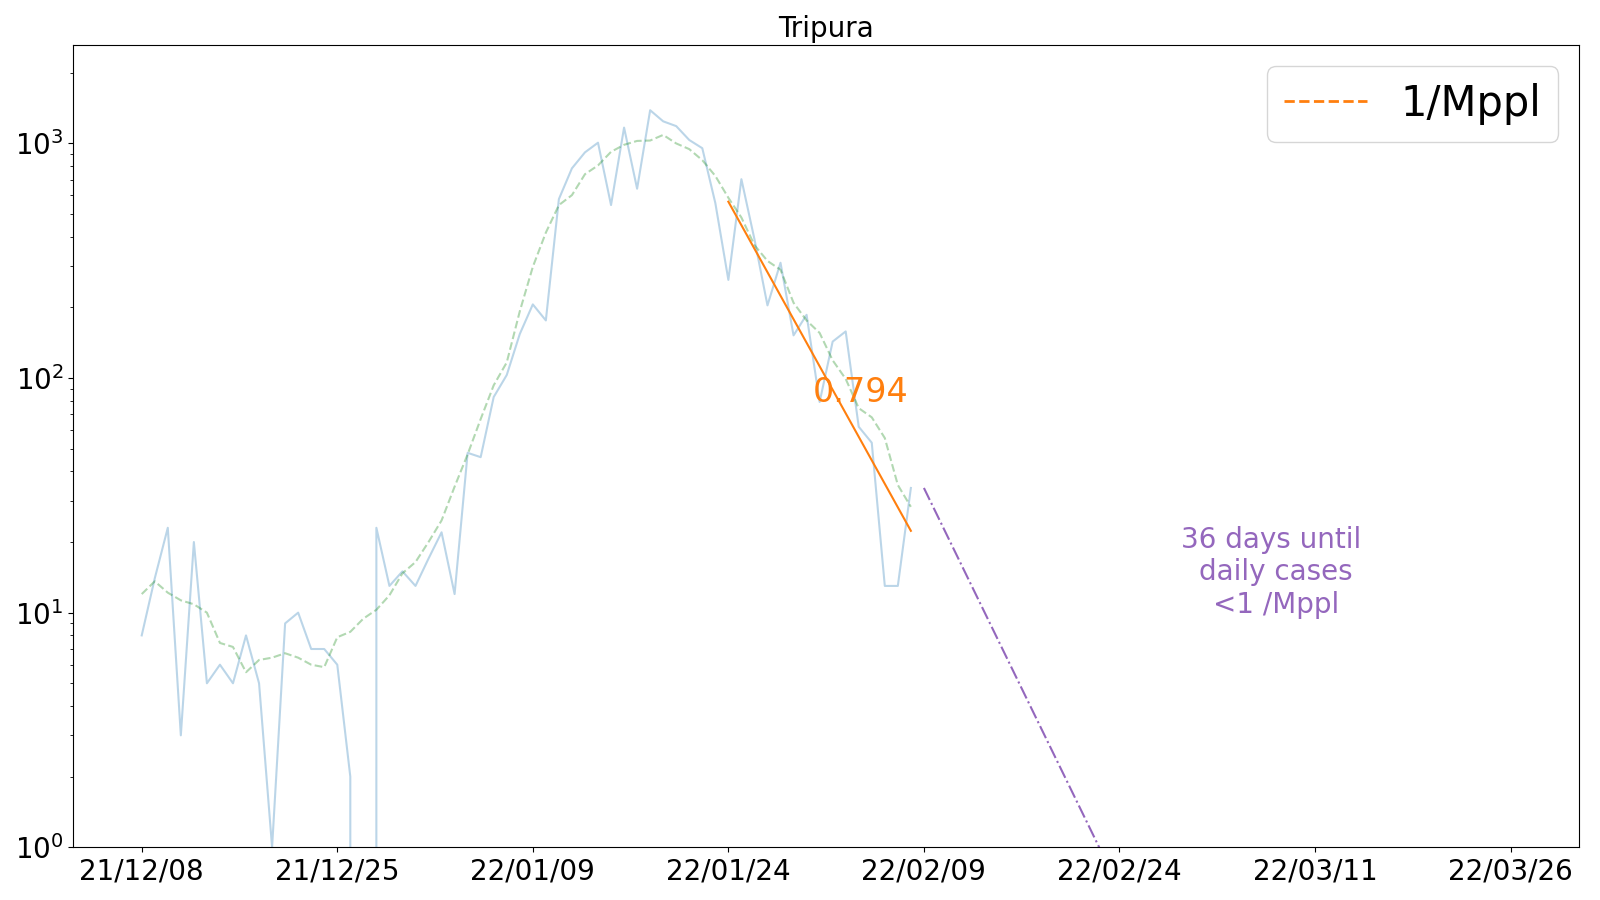 Tripura
1/Mppl
10³
10²
10¹
10⁰
0.794
36 days until
daily cases
<1 /Mppl
21/12/08 21/12/25 22/01/09 22/01/24 22/02/09 22/02/24 22/03/11 22/03/26